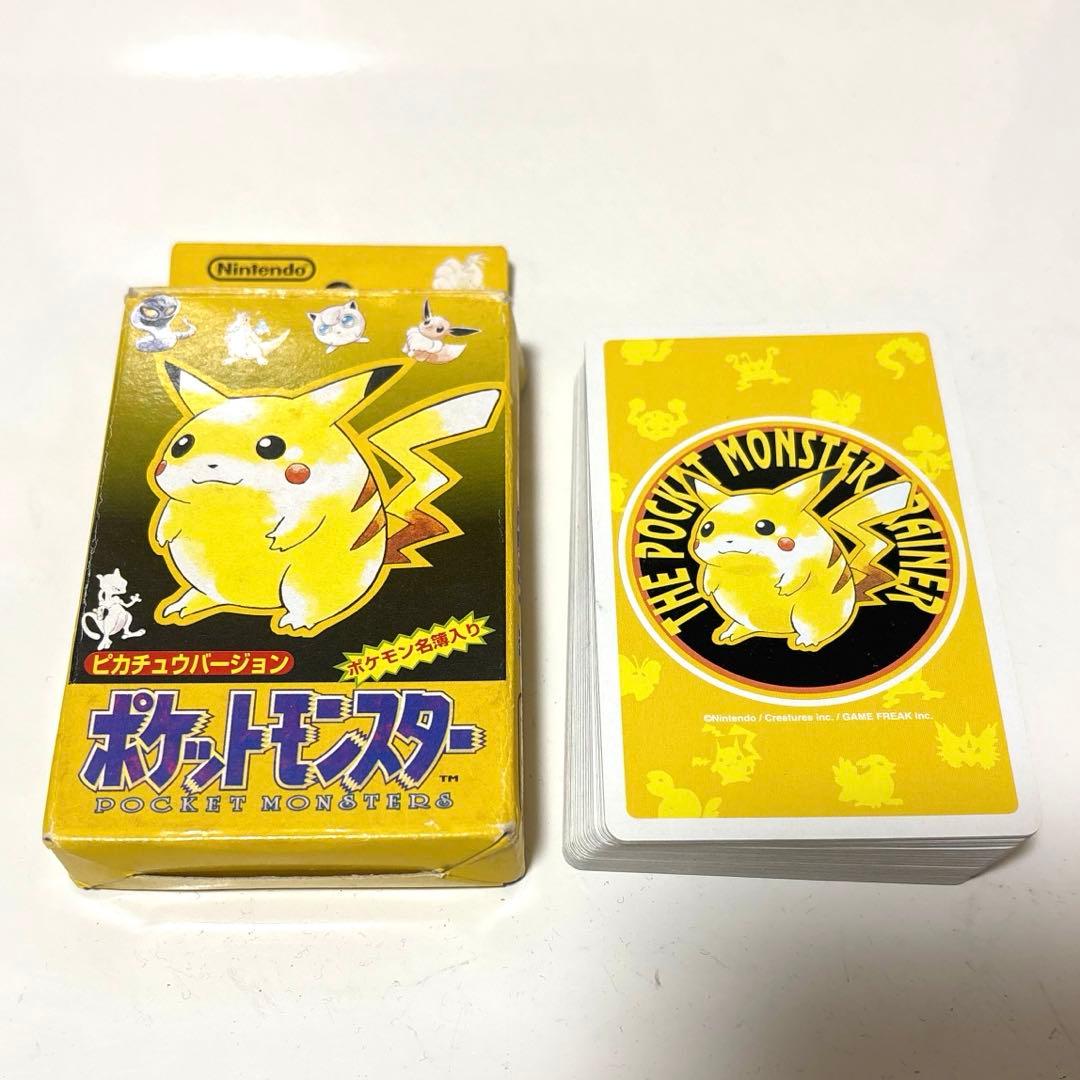 Nintendo
ピカチュウバージョン
ポケモン名簿入り
ポケットモンスター™
POCKET MONSTERS
THE POCKET MONSTER TRAINER
©Nintendo / Creatures Inc. / GAME FREAK Inc.